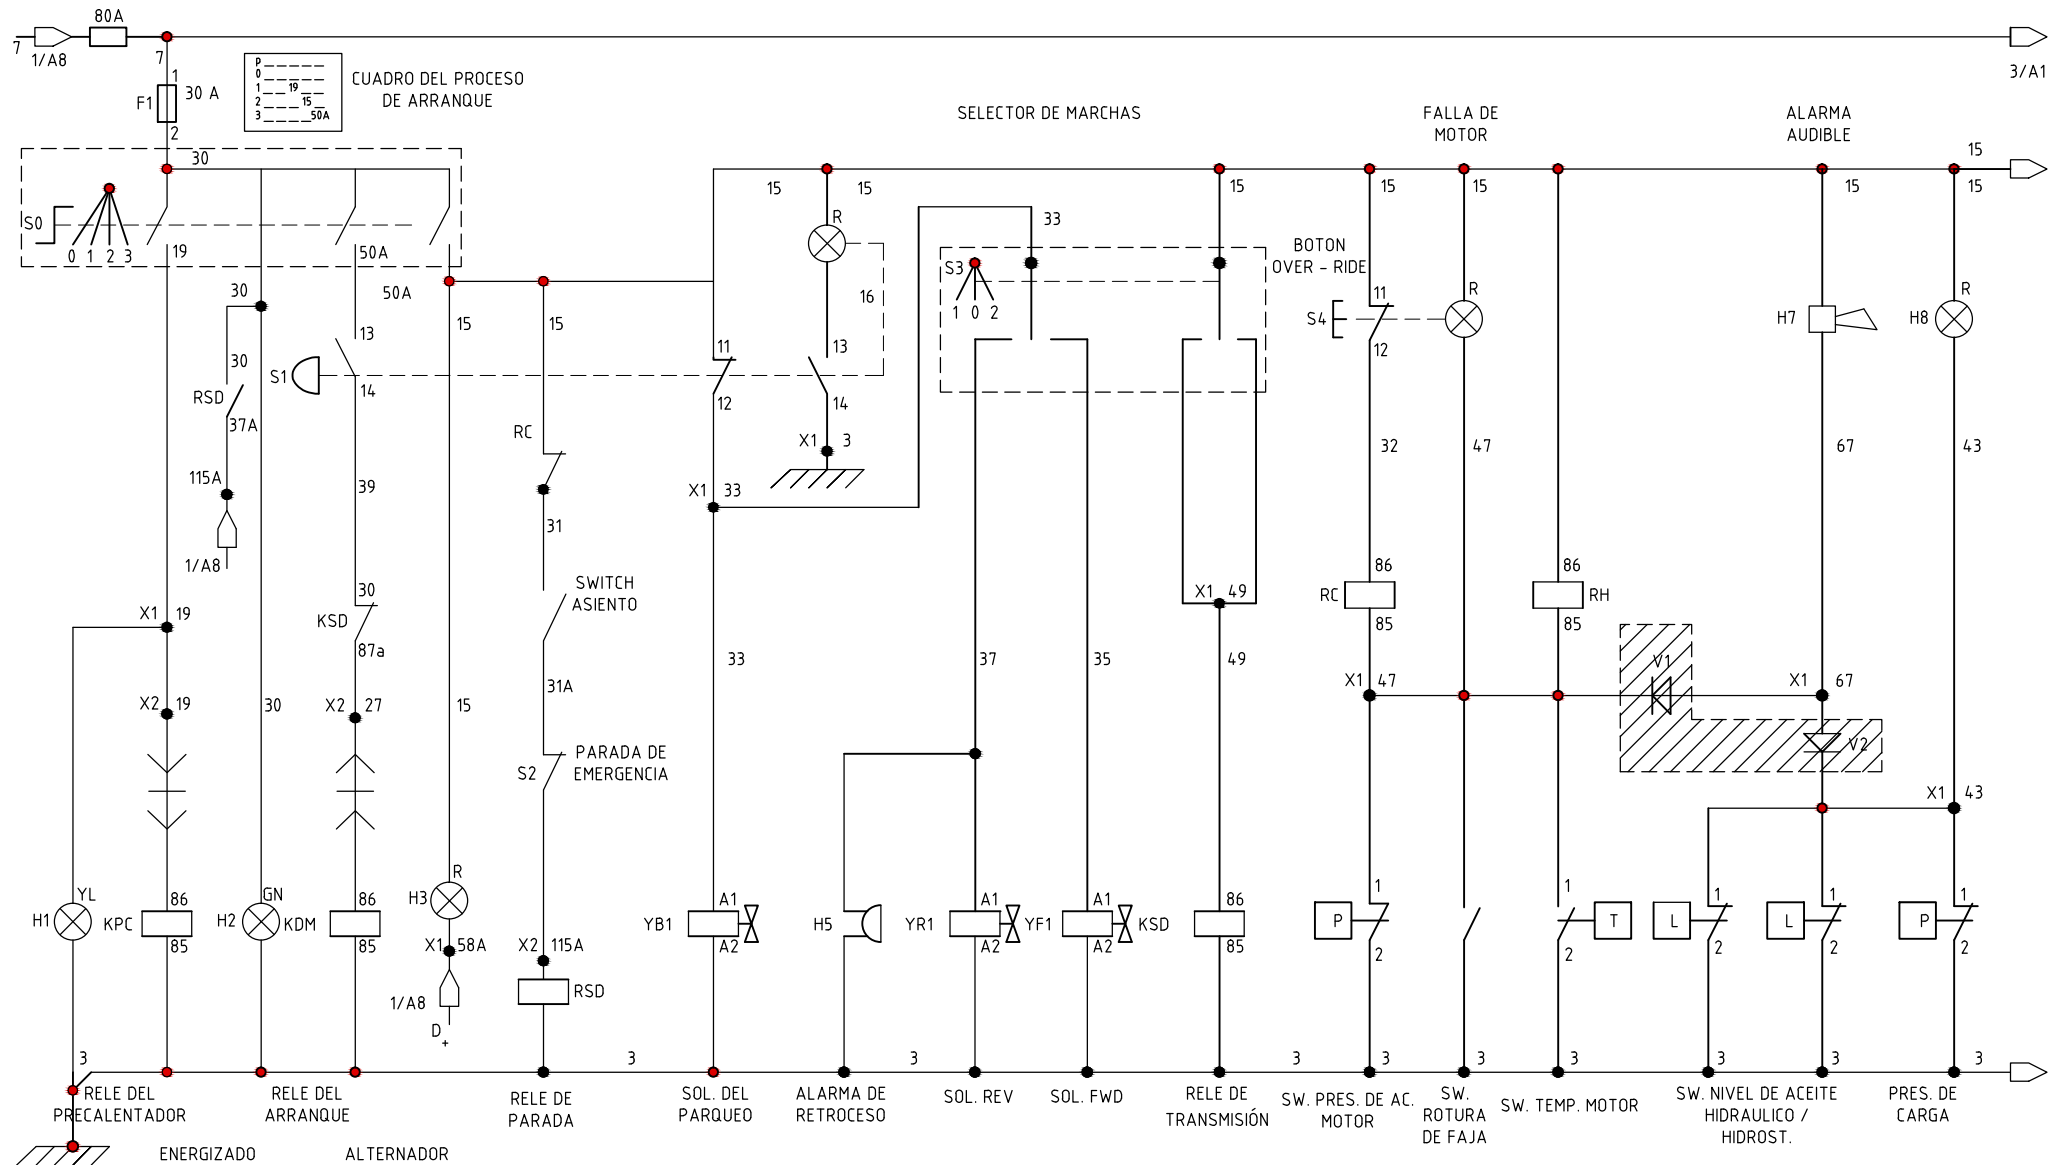 80A
7
1/A8
7
3/A1
1
F1
30 A
2
P
0
1 19
2 15
3 50A
CUADRO DEL PROCESO
DE ARRANQUE
SELECTOR DE MARCHAS
FALLA DE
MOTOR
ALARMA
AUDIBLE
30
15
15
15
15
15
15
15
S0
0 1 2 3
19
50A
50A
R
33
BOTON
OVER - RIDE
S3
1 0 2
30
15
15
16
11
S4
12
R
H7
R
H8
13
S1
14
11
12
13
14
30
RSD
37A
115A
1/A8
RC
X1 3
32
47
67
43
39
31
X1 33
SWITCH
ASIENTO
30
KSD
87a
X1 19
X1 49
86
RC
85
86
RH
85
33
37
35
49
X1 47
V1
X1 67
V2
31A
X2 19
30
X2 27
15
S2
PARADA DE
EMERGENCIA
X1 43
YL
H1
86
KPC
85
GN
H2
86
KDM
85
R
H3
X1 58A
1/A8
D
+
X2 115A
RSD
A1
YB1
A2
H5
A1
YR1
A2
A1
YF1
A2
KSD
86
85
1
P
2
1
T
2
1
L
2
1
L
2
1
P
2
3
3
3
3
3
3
3
3
3
3
RELE DEL
PRECALENTADOR
ENERGIZADO
RELE DEL
ARRANQUE
ALTERNADOR
RELE DE
PARADA
SOL. DEL
PARQUEO
ALARMA DE
RETROCESO
SOL. REV
SOL. FWD
RELE DE
TRANSMISIÓN
SW. PRES. DE AC.
MOTOR
SW.
ROTURA
DE FAJA
SW. TEMP. MOTOR
SW. NIVEL DE ACEITE
HIDRAULICO /
HIDROST.
PRES. DE
CARGA